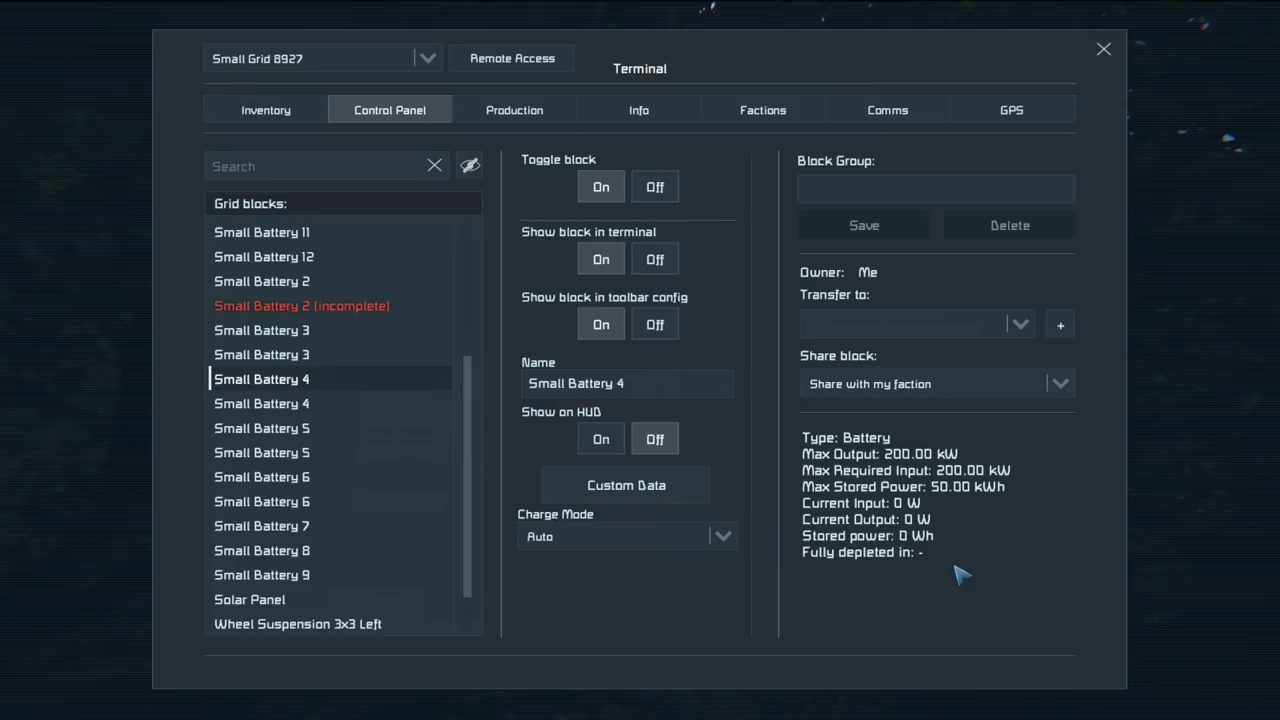 Small Grid 8927
Remote Access
Terminal
Inventory
Control Panel
Production
Info
Factions
Comms
GPS
Search
Grid blocks:
Small Battery 11
Small Battery 12
Small Battery 2
Small Battery 2 (incomplete)
Small Battery 3
Small Battery 3
Small Battery 4
Small Battery 4
Small Battery 5
Small Battery 5
Small Battery 6
Small Battery 6
Small Battery 7
Small Battery 8
Small Battery 9
Solar Panel
Wheel Suspension 3x3 Left
Toggle block
On
Off
Show block in terminal
On
Off
Show block in toolbar config
On
Off
Name
Small Battery 4
Show on HUD
On
Off
Custom Data
Charge Mode
Auto
Block Group:
Save
Delete
Owner: Me
Transfer to:
+
Share block:
Share with my faction
Type: Battery
Max Output: 200.00 kW
Max Required Input: 200.00 kW
Max Stored Power: 50.00 kWh
Current Input: 0 W
Current Output: 0 W
Stored power: 0 Wh
Fully depleted in: -